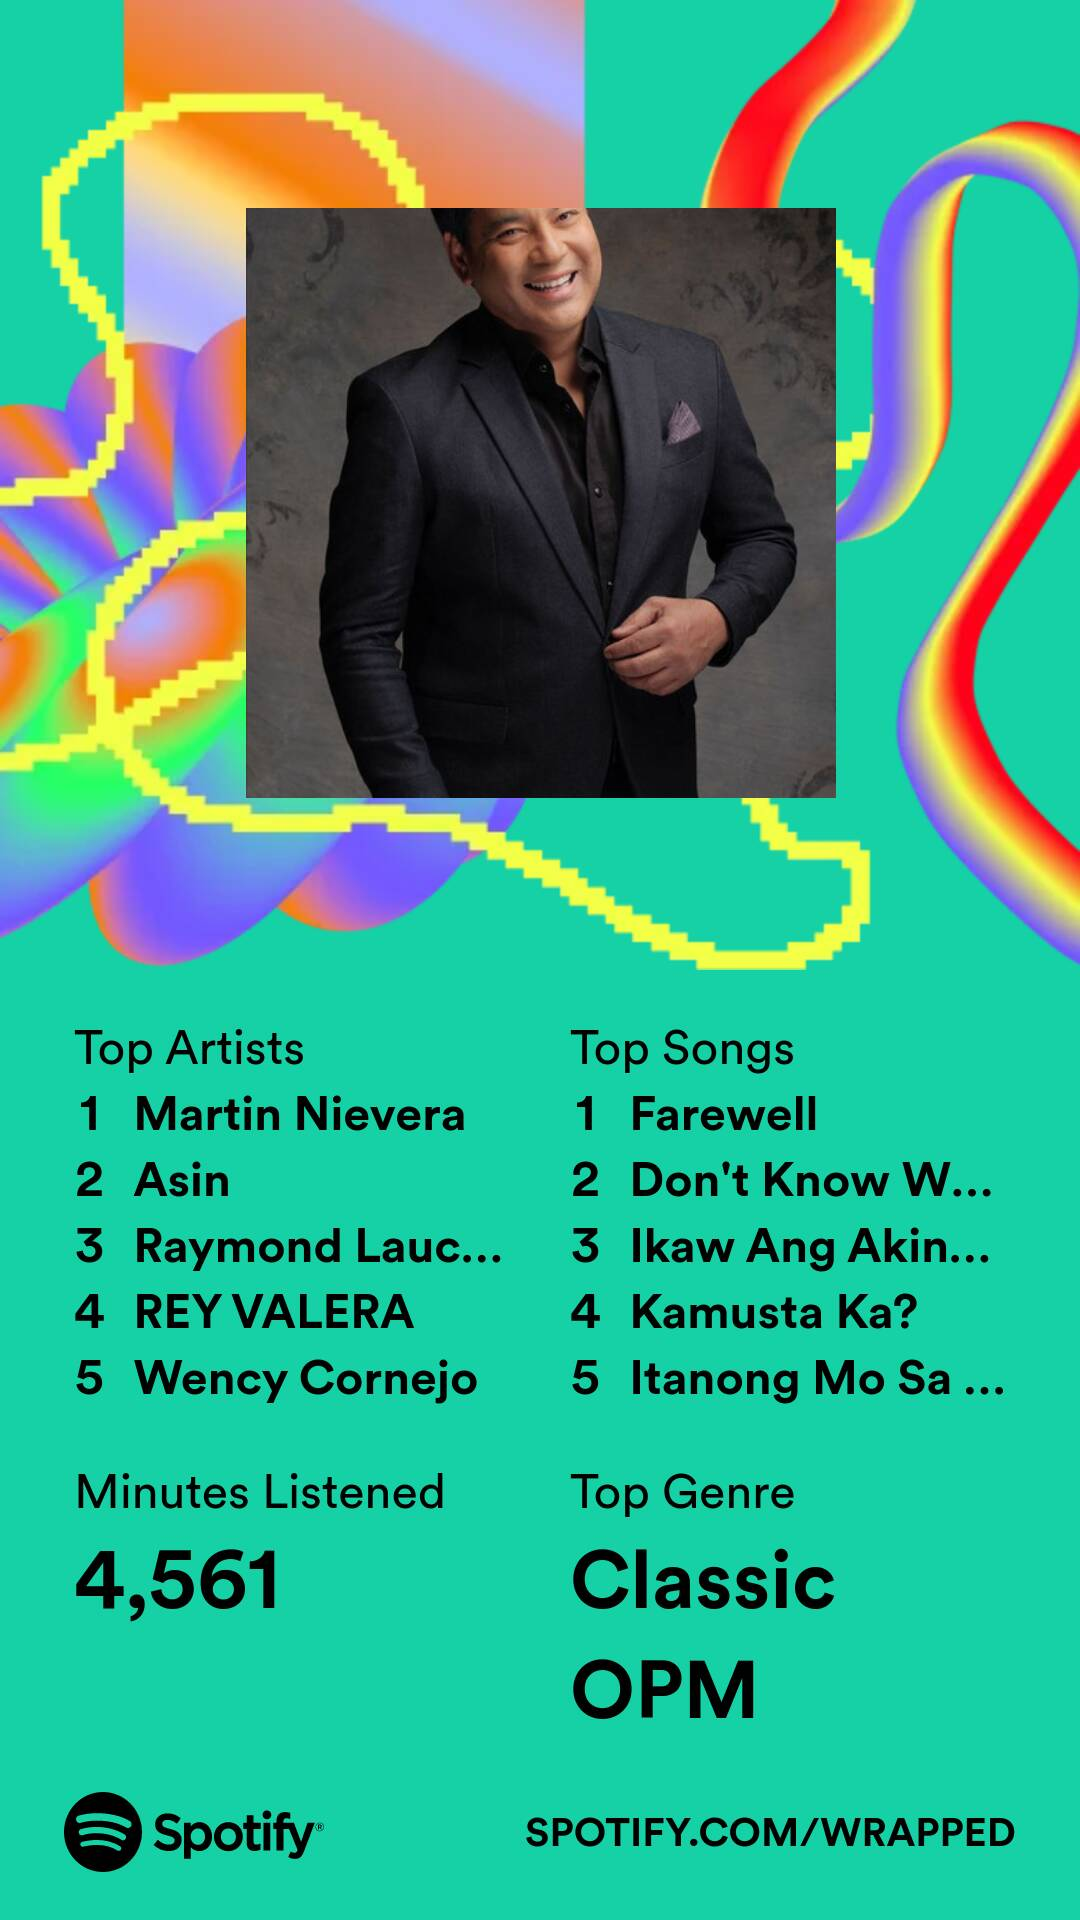 Top Artists
1 Martin Nievera
2 Asin
3 Raymond Lauc...
4 REY VALERA
5 Wency Cornejo
Top Songs
1 Farewell
2 Don't Know W...
3 Ikaw Ang Akin...
4 Kamusta Ka?
5 Itanong Mo Sa ...
Minutes Listened
4,561
Top Genre
Classic
OPM
Spotify®
SPOTIFY.COM/WRAPPED